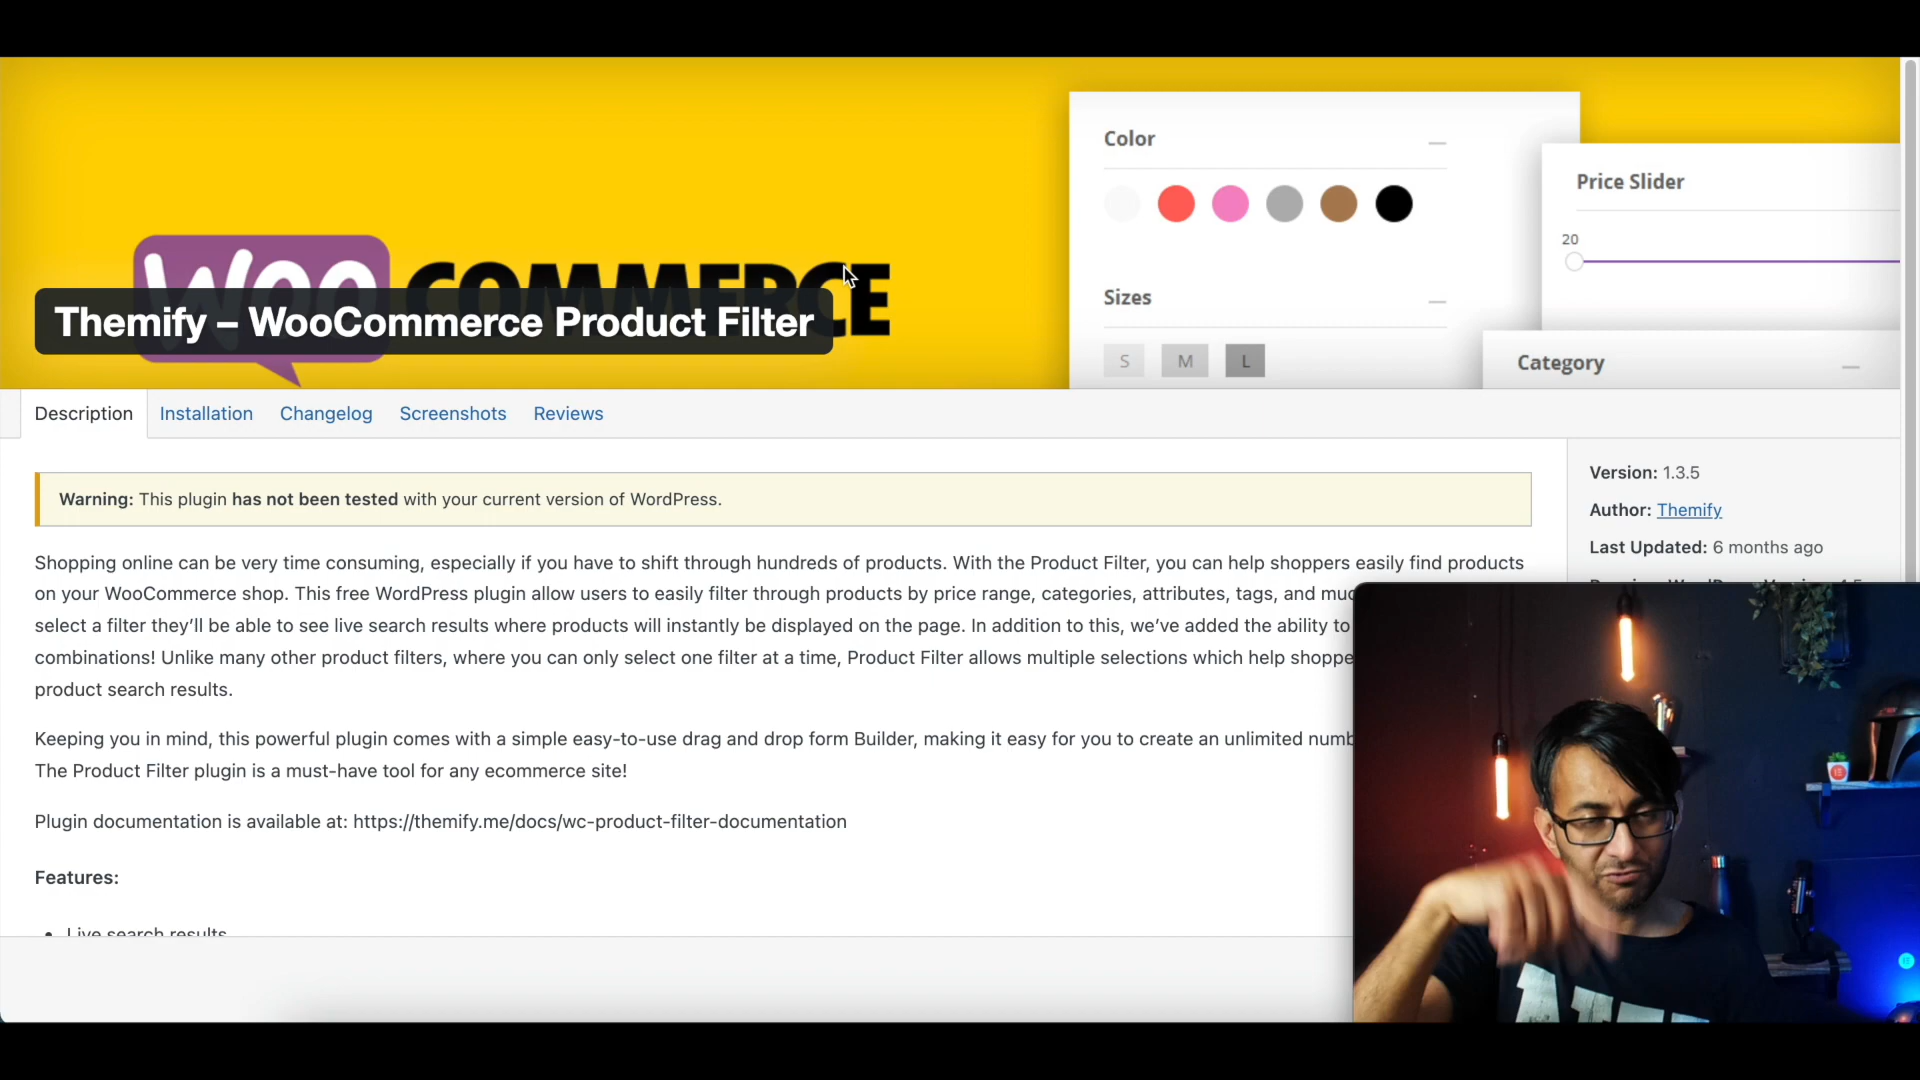 Color
Price Slider
20
WOO COMMERCE
Sizes
Themify – WooCommerce Product Filter
S M L
Category
Description Installation Changelog Screenshots Reviews
Warning: This plugin has not been tested with your current version of WordPress.
Version: 1.3.5
Author: Themify
Last Updated: 6 months ago
Shopping online can be very time consuming, especially if you have to shift through hundreds of products. With the Product Filter, you can help shoppers easily find products
on your WooCommerce shop. This free WordPress plugin allow users to easily filter through products by price range, categories, attributes, tags, and
select a filter they’ll be able to see live search results where products will instantly be displayed on the page. In addition to this, we’ve added the ability to
combinations! Unlike many other product filters, where you can only select one filter at a time, Product Filter allows multiple selections which help
product search results.
Keeping you in mind, this powerful plugin comes with a simple easy-to-use drag and drop form Builder, making it easy for you to create an unlimited
The Product Filter plugin is a must-have tool for any ecommerce site!
Plugin documentation is available at: https://themify.me/docs/wc-product-filter-documentation
Features:
• Live search results